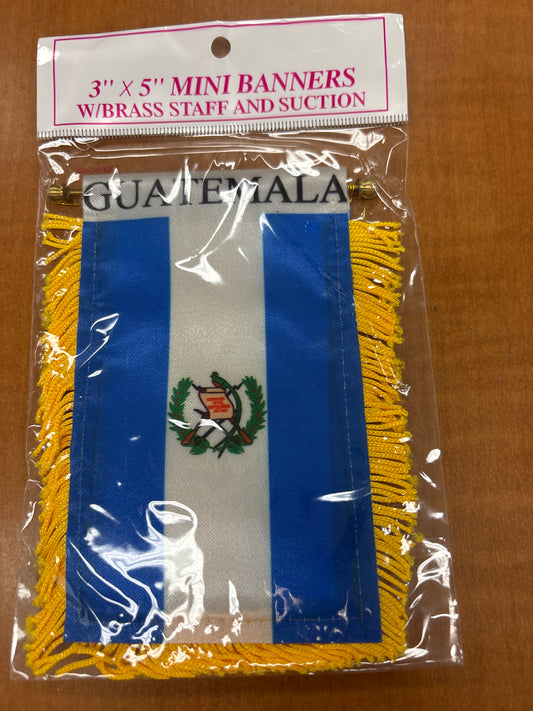 3" X 5" MINI BANNERS
W/BRASS STAFF AND SUCTION
GUATEMALA